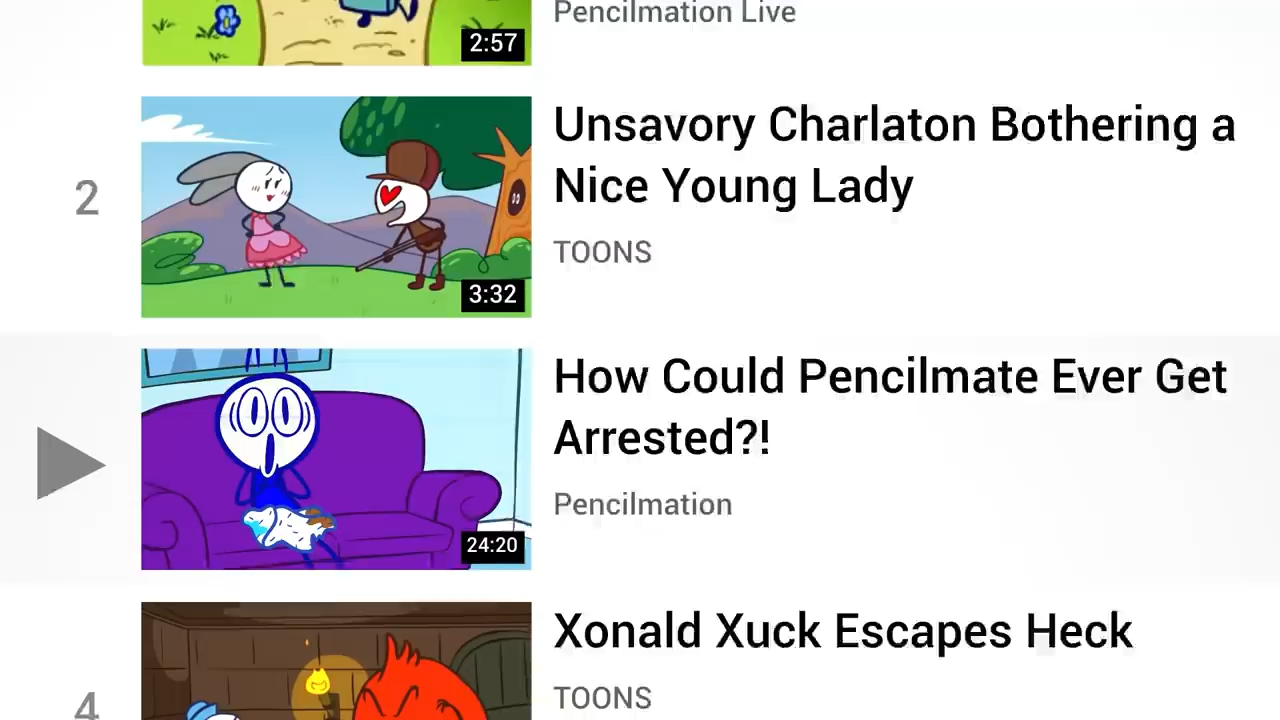 Pencilmation Live
2:57
2
Unsavory Charlaton Bothering a
Nice Young Lady
TOONS
3:32
How Could Pencilmate Ever Get
Arrested?!
Pencilmation
24:20
Xonald Xuck Escapes Heck
TOONS
4